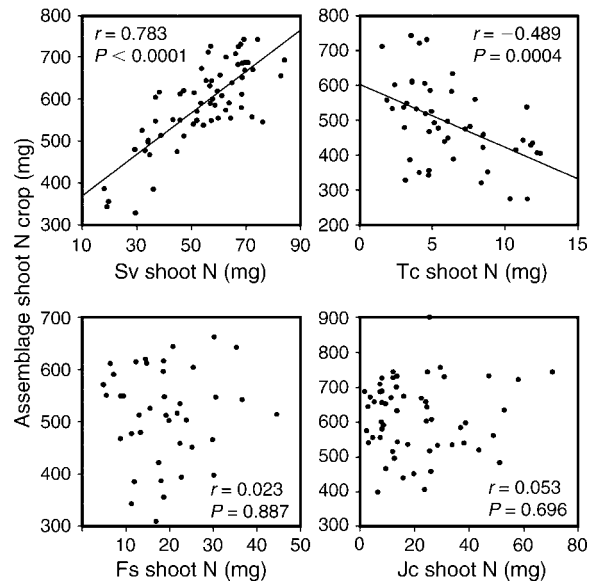 Assemblage shoot N crop (mg)
800
700
600
500
400
300
r = 0.783
P < 0.0001
10 30 50 70 90
Sv shoot N (mg)
800
700
600
500
400
300
200
r = −0.489
P = 0.0004
0 5 10 15
Tc shoot N (mg)
700
600
500
400
300
r = 0.023
P = 0.887
0 10 20 30 40 50
Fs shoot N (mg)
900
800
700
600
500
400
300
r = 0.053
P = 0.696
0 20 40 60 80
Jc shoot N (mg)